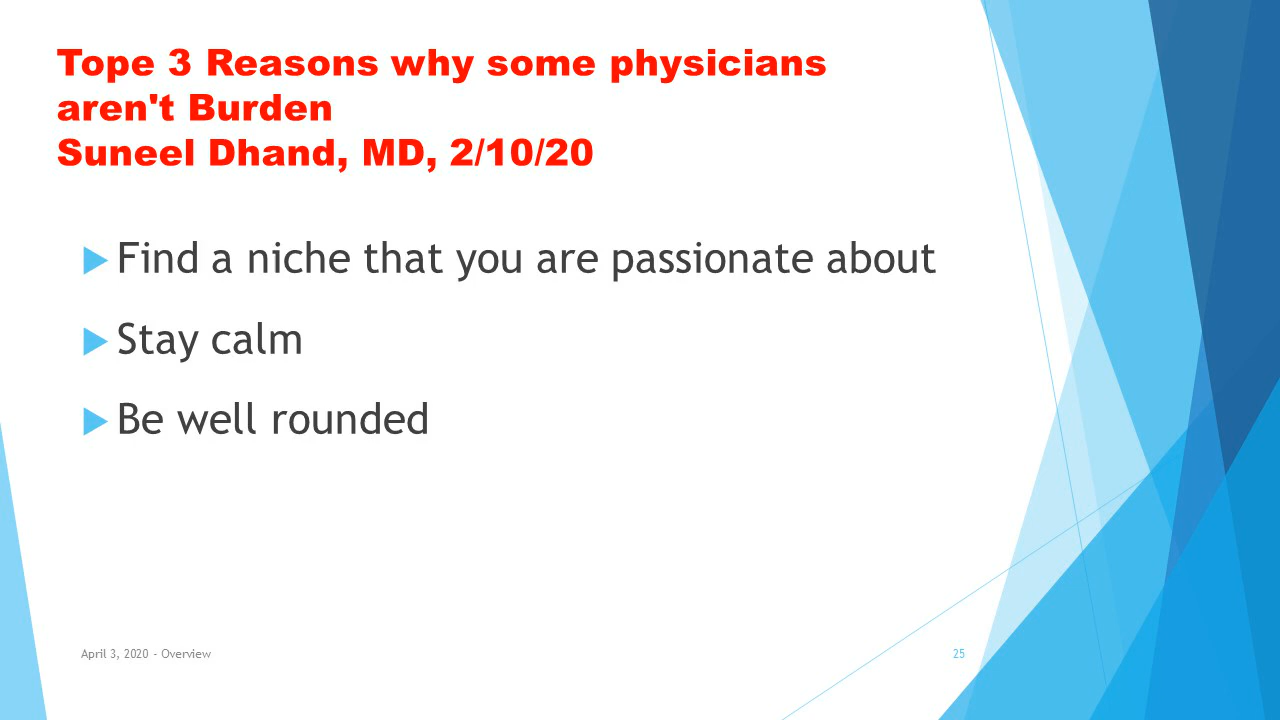 Tope 3 Reasons why some physicians
aren't Burden
Suneel Dhand, MD, 2/10/20
Find a niche that you are passionate about
Stay calm
Be well rounded
April 3, 2020 - Overview
25